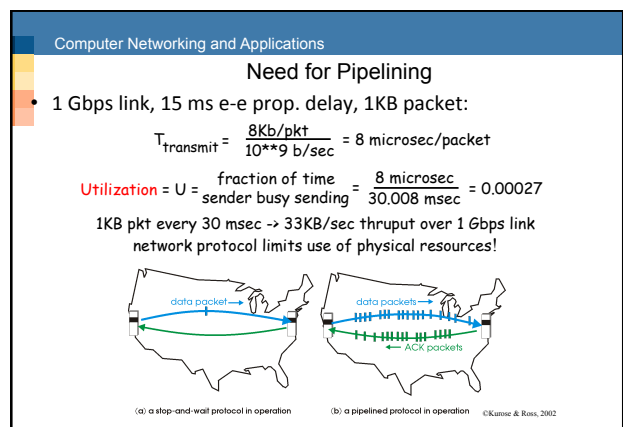 Computer Networking and Applications
Need for Pipelining
• 1 Gbps link, 15 ms e-e prop. delay, 1KB packet:
T transmit = 8Kb/pkt / 10**9 b/sec = 8 microsec/packet
Utilization = U = fraction of time sender busy sending = 8 microsec / 30.008 msec = 0.00027
1KB pkt every 30 msec -> 33KB/sec thruput over 1 Gbps link
network protocol limits use of physical resources!
data packet
data packets
ACK packets
(a) a stop-and-wait protocol in operation
(b) a pipelined protocol in operation
©Kurose & Ross, 2002